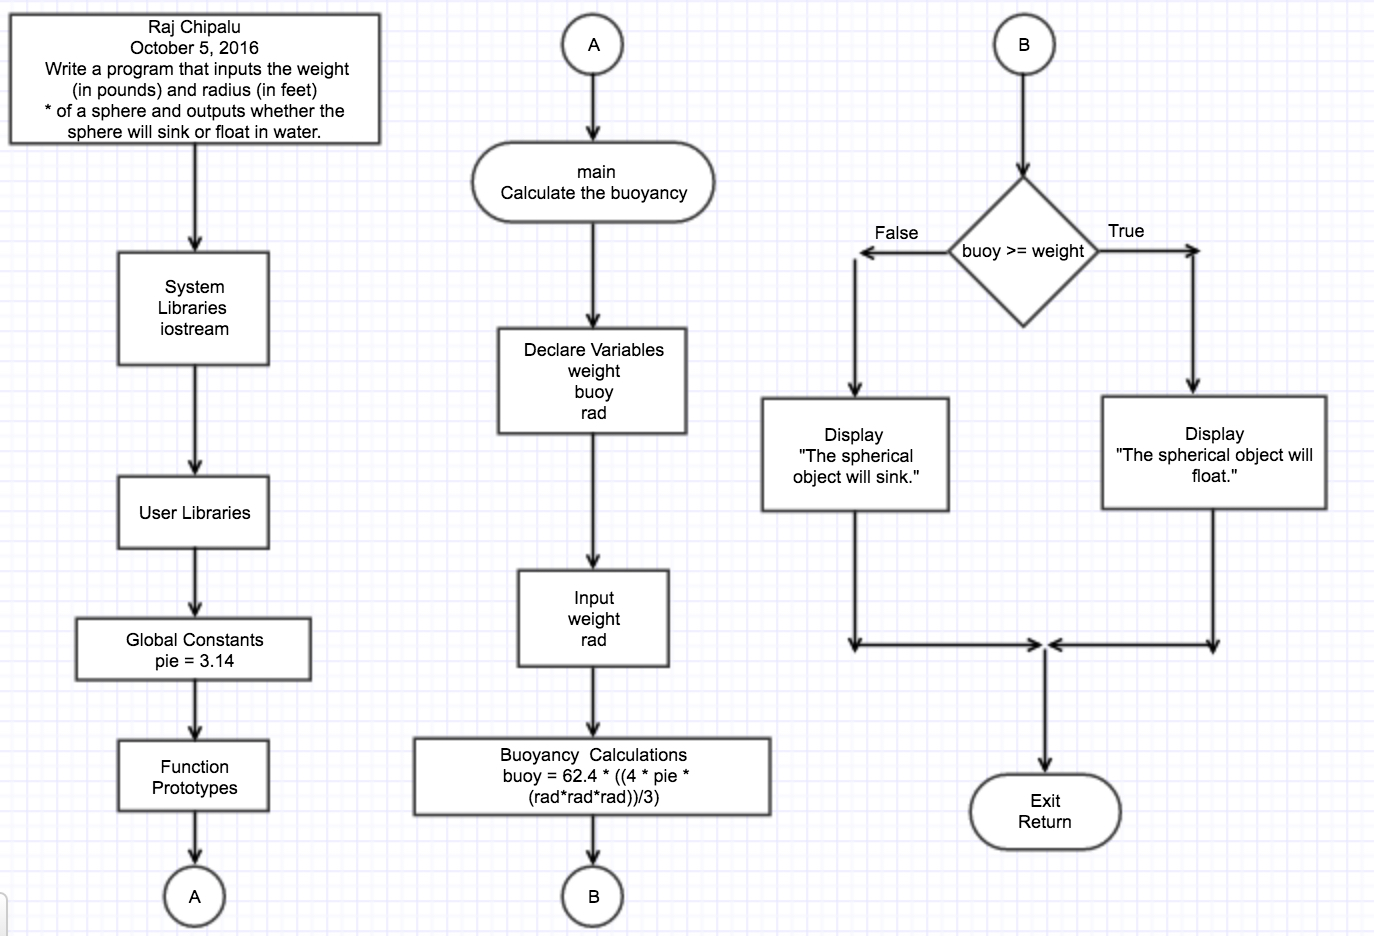 Raj Chipalu
October 5, 2016
Write a program that inputs the weight
(in pounds) and radius (in feet)
* of a sphere and outputs whether the
sphere will sink or float in water.
System
Libraries
iostream
User Libraries
Global Constants
pie = 3.14
Function
Prototypes
A
A
main
Calculate the buoyancy
Declare Variables
weight
buoy
rad
Input
weight
rad
Buoyancy Calculations
buoy = 62.4 * ((4 * pie *
(rad*rad*rad))/3)
B
B
buoy >= weight
False
True
Display
"The spherical
object will sink."
Display
"The spherical object will
float."
Exit
Return